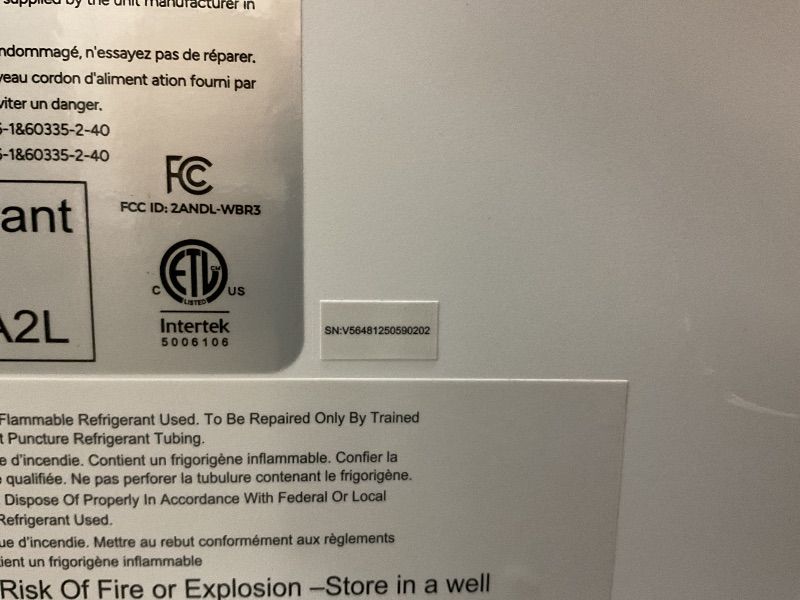 supplied by the unit manufacturer in
ndommagé, n'essayez pas de réparer.
veau cordon d'aliment ation fourni par
viter un danger.
-1&60335-2-40
-1&60335-2-40
FC
FCC ID: 2ANDL-WBR3
ant
ETL CM
C US
LISTED
A2L
Intertek
5006106
SN:V56481250590202
Flammable Refrigerant Used. To Be Repaired Only By Trained
t Puncture Refrigerant Tubing.
e d'incendie. Contient un frigorigène inflammable. Confier la
qualifiée. Ne pas perforer la tubulure contenant le frigorigène.
Dispose Of Properly In Accordance With Federal Or Local
Refrigerant Used.
ue d'incendie. Mettre au rebut conformément aux règlements
tient un frigorigène inflammable
Risk Of Fire or Explosion –Store in a well